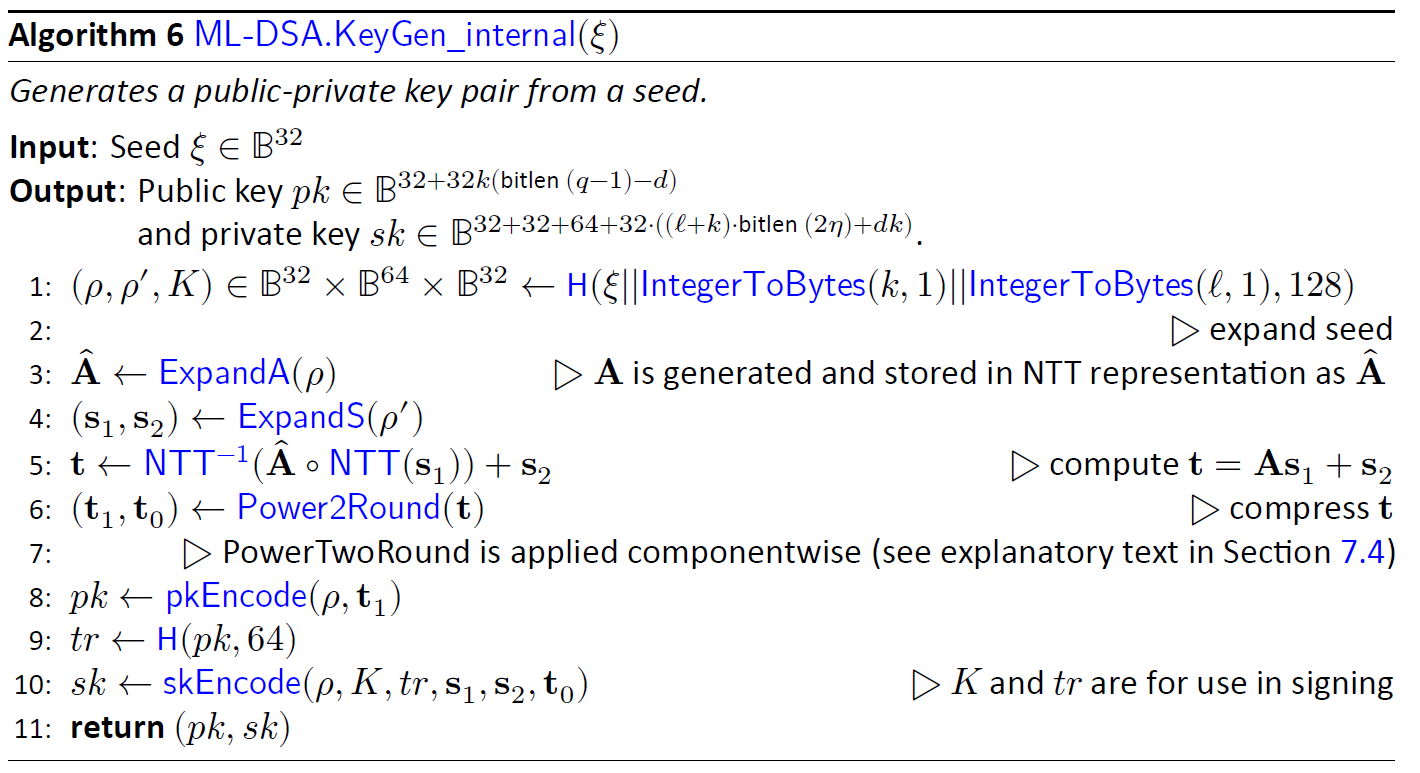 Algorithm 6 ML-DSA.KeyGen_internal(ξ)
Generates a public-private key pair from a seed.
Input: Seed ξ ∈ 𝔹³²
Output: Public key pk ∈ 𝔹^{32+32k(bitlen (q−1)−d)}
and private key sk ∈ 𝔹^{32+32+64+32·((ℓ+k)·bitlen (2η)+dk)}.
1: (ρ, ρ′, K) ∈ 𝔹³² × 𝔹⁶⁴ × 𝔹³² ← H(ξ||IntegerToBytes(k, 1)||IntegerToBytes(ℓ, 1), 128)
2: ▷ expand seed
3: Â ← ExpandA(ρ) ▷ A is generated and stored in NTT representation as Â
4: (s₁, s₂) ← ExpandS(ρ′)
5: t ← NTT⁻¹(Â ∘ NTT(s₁)) + s₂ ▷ compute t = As₁ + s₂
6: (t₁, t₀) ← Power2Round(t) ▷ compress t
7: ▷ PowerTwoRound is applied componentwise (see explanatory text in Section 7.4)
8: pk ← pkEncode(ρ, t₁)
9: tr ← H(pk, 64)
10: sk ← skEncode(ρ, K, tr, s₁, s₂, t₀) ▷ K and tr are for use in signing
11: return (pk, sk)